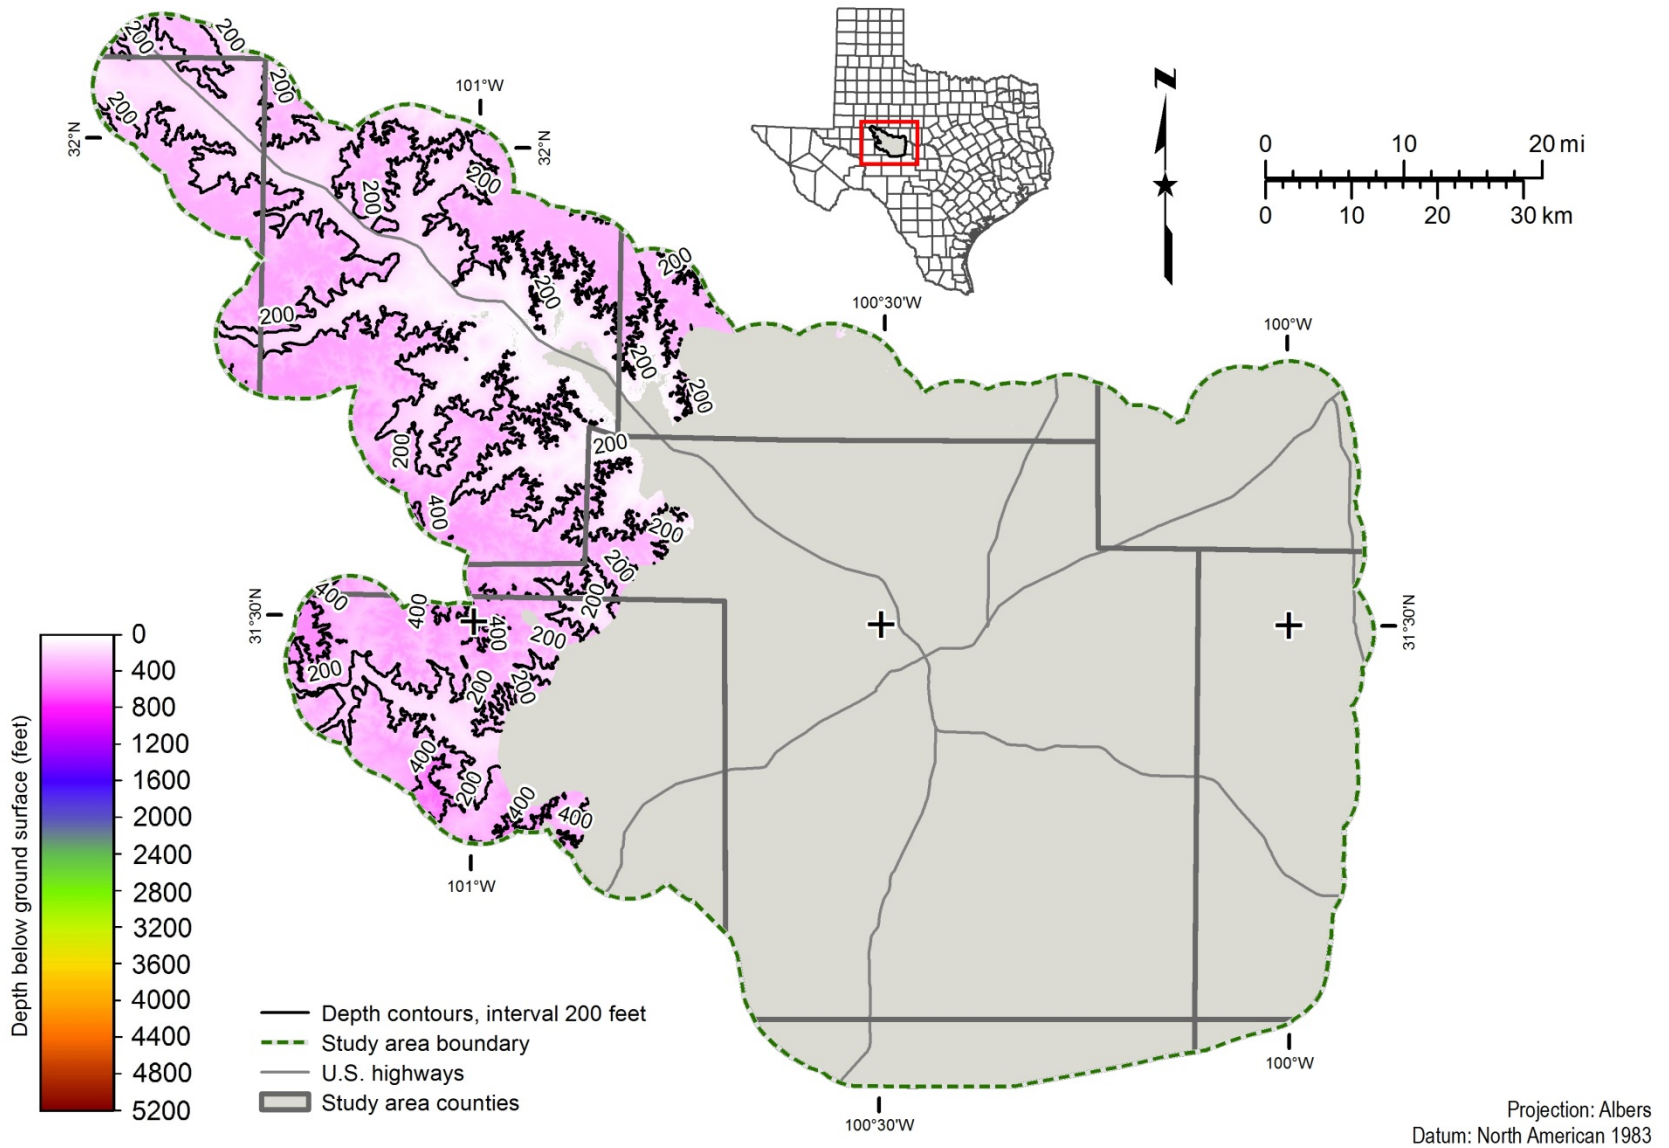 200
200
200
200
200
200
200
200
200
200
200
200
200
400
200
200
200
200
400
400
400
200
200
200
200
400
200
400
400
101°W
32°N
32°N
100°30'W
100°W
31°30'N
31°30'N
101°W
100°30'W
100°W
N
0 10 20 mi
0 10 20 30 km
Depth below ground surface (feet)
0
400
800
1200
1600
2000
2400
2800
3200
3600
4000
4400
4800
5200
Depth contours, interval 200 feet
Study area boundary
U.S. highways
Study area counties
Projection: Albers
Datum: North American 1983